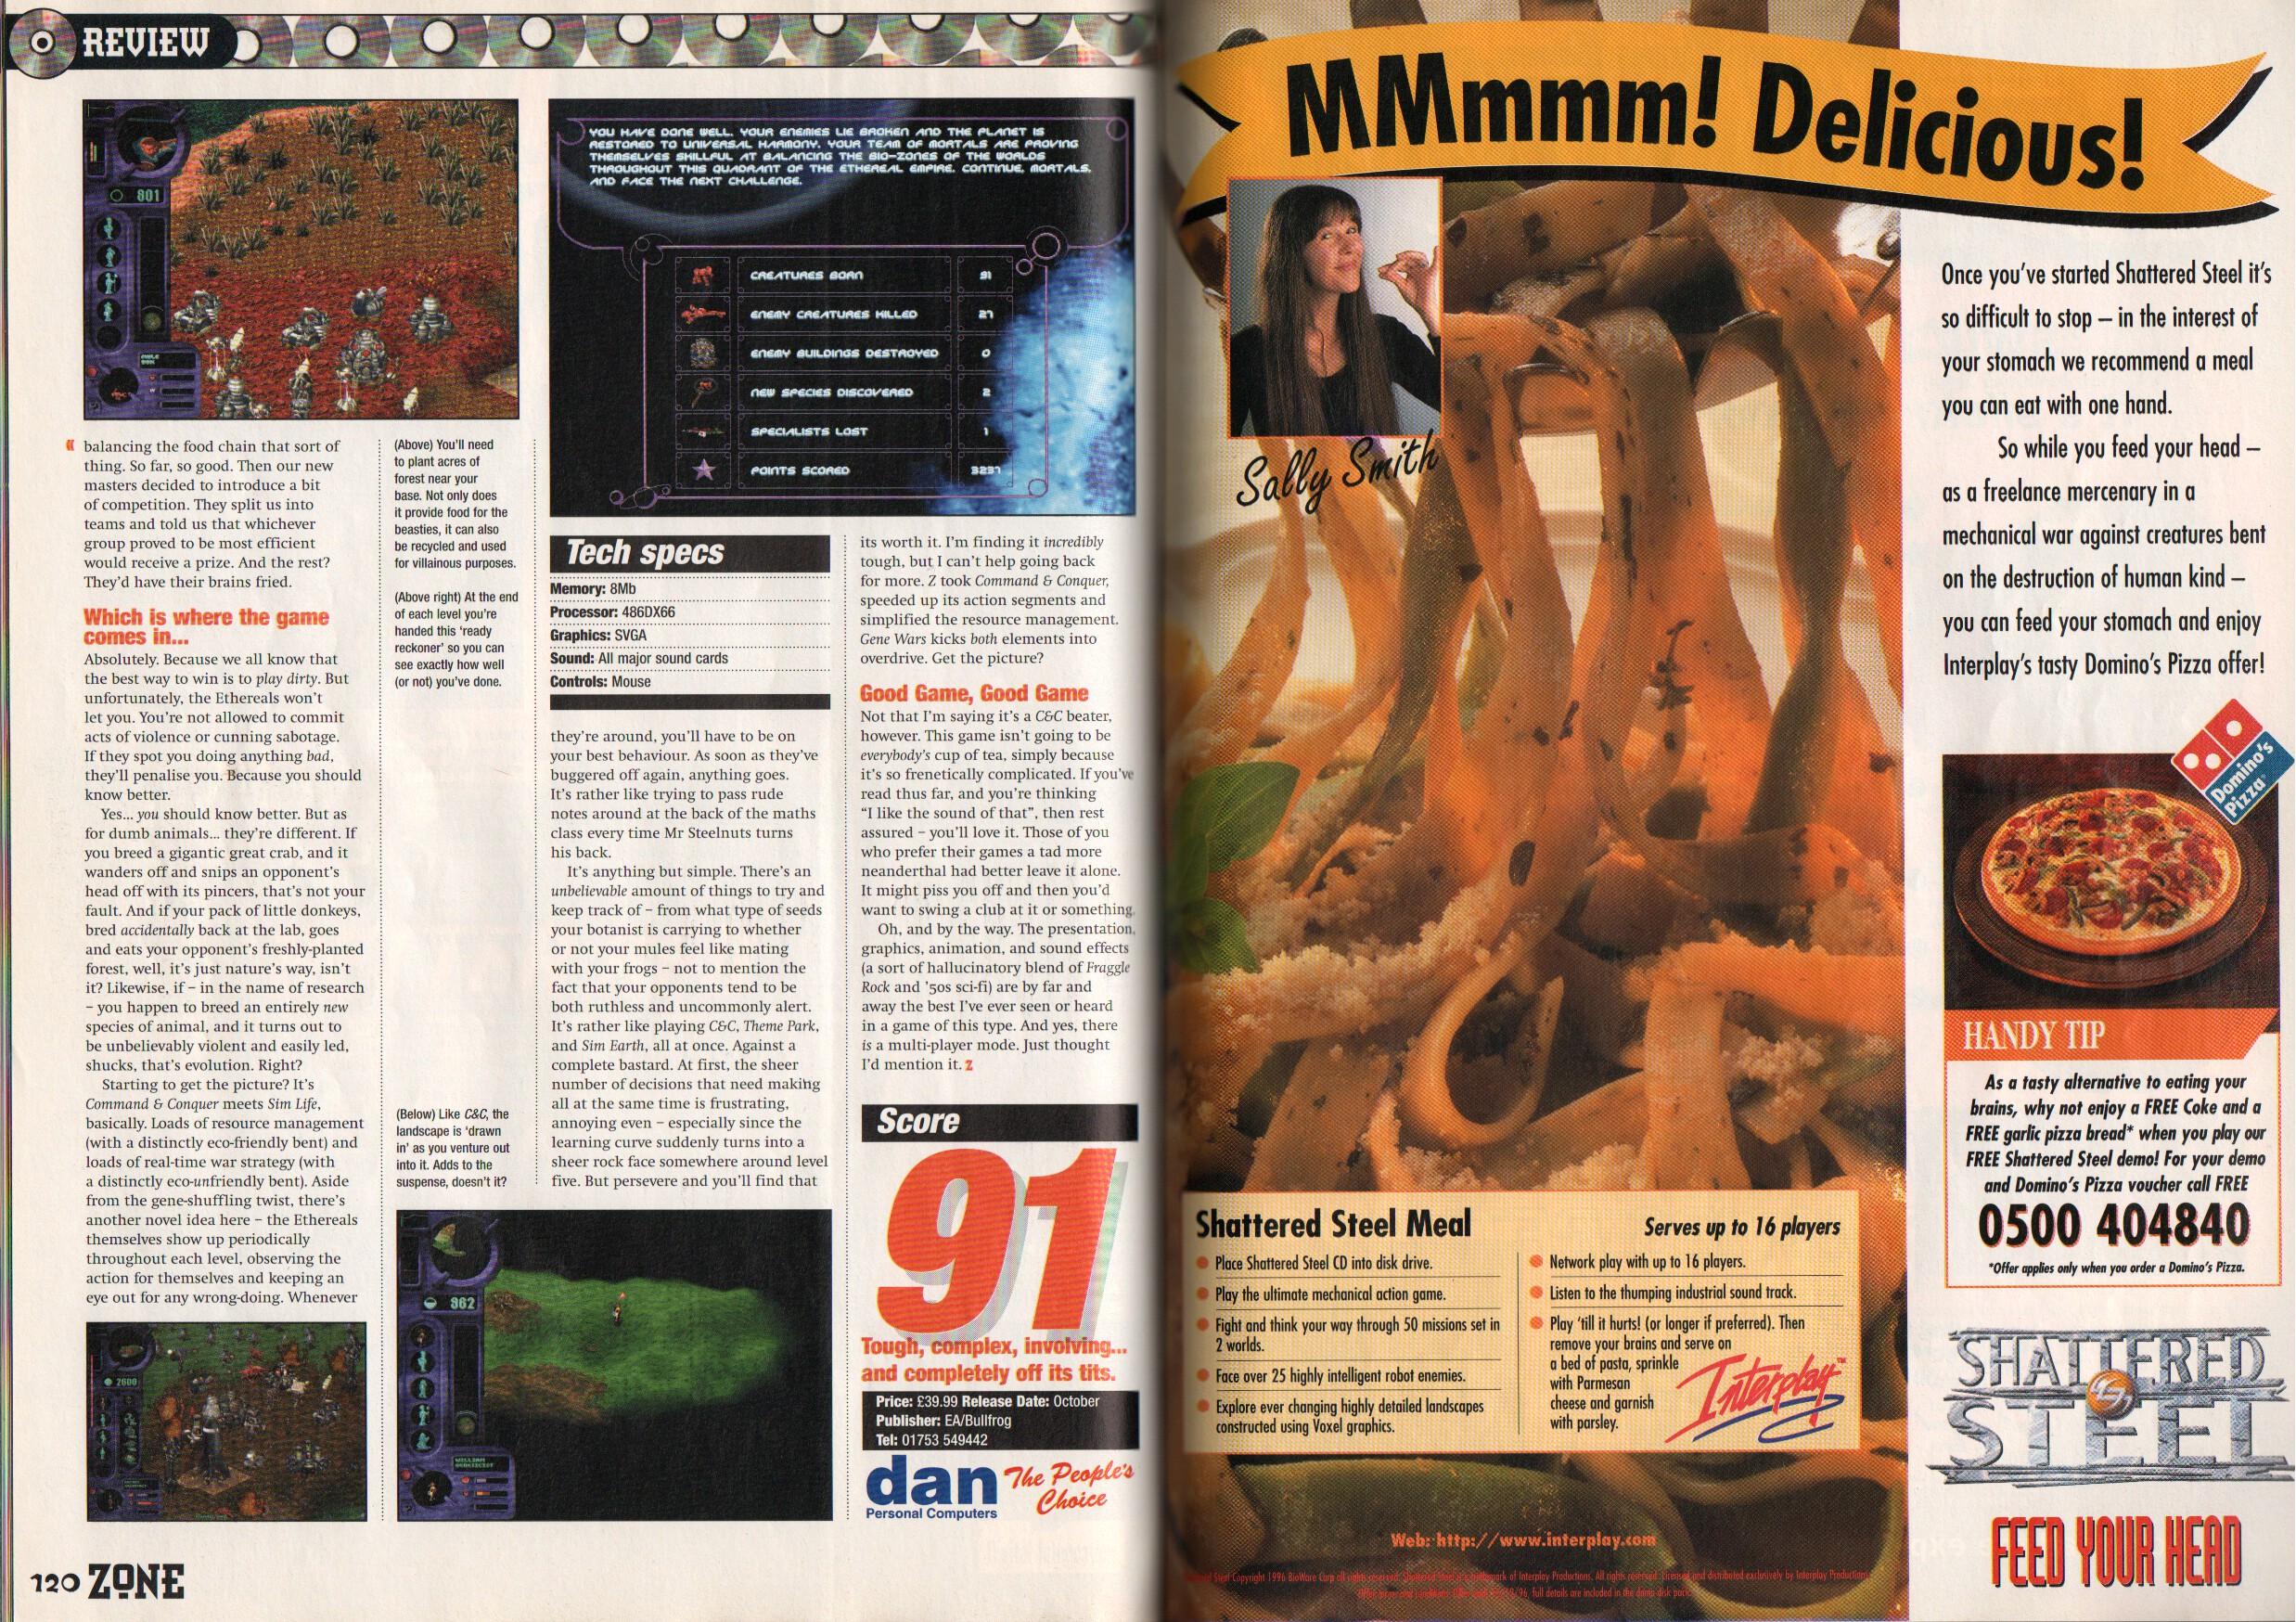 REVIEW
801
YOU HAVE DONE WELL. YOUR ENEMIES LIE BROKEN AND THE PLANET IS
RESTORED TO UNIVERSAL HARMONY. YOUR TEAM OF MORTALS ARE PROVING
THEMSELVES SKILLFUL AT BALANCING THE BIO-ZONES OF THE WORLDS
THROUGHOUT THIS QUADRANT OF THE ETHEREAL EMPIRE. CONTINUE, MORTALS,
AND FACE THE NEXT CHALLENGE.
CREATURES BORN 91
ENEMY CREATURES KILLED 27
ENEMY BUILDINGS DESTROYED 0
NEW SPECIES DISCOVERED 2
SPECIALISTS LOST 1
POINTS SCORED 3237
balancing the food chain that sort of
thing. So far, so good. Then our new
masters decided to introduce a bit
of competition. They split us into
teams and told us that whichever
group proved to be most efficient
would receive a prize. And the rest?
They'd have their brains fried.
Which is where the game
comes in...
Absolutely. Because we all know that
the best way to win is to play dirty. But
unfortunately, the Ethereals won't
let you. You're not allowed to commit
acts of violence or cunning sabotage.
If they spot you doing anything bad,
they'll penalise you. Because you should
know better.
Yes... you should know better. But as
for dumb animals... they're different. If
you breed a gigantic great crab, and it
wanders off and snips an opponent's
head off with its pincers, that's not your
fault. And if your pack of little donkeys,
bred accidentally back at the lab, goes
and eats your opponent's freshly-planted
forest, well, it's just nature's way, isn't
it? Likewise, if – in the name of research
– you happen to breed an entirely new
species of animal, and it turns out to
be unbelievably violent and easily led,
shucks, that's evolution. Right?
Starting to get the picture? It's
Command & Conquer meets Sim Life,
basically. Loads of resource management
(with a distinctly eco-friendly bent) and
loads of real-time war strategy (with
a distinctly eco-unfriendly bent). Aside
from the gene-shuffling twist, there's
another novel idea here – the Ethereals
themselves show up periodically
throughout each level, observing the
action for themselves and keeping an
eye out for any wrong-doing. Whenever
2600
(Above) You'll need
to plant acres of
forest near your
base. Not only does
it provide food for the
beasties, it can also
be recycled and used
for villainous purposes.
(Above right) At the end
of each level you're
handed this 'ready
reckoner' so you can
see exactly how well
(or not) you've done.
(Below) Like C&C, the
landscape is 'drawn
in' as you venture out
into it. Adds to the
suspense, doesn't it?
362
Tech specs
Memory: 8Mb
Processor: 486DX66
Graphics: SVGA
Sound: All major sound cards
Controls: Mouse
they're around, you'll have to be on
your best behaviour. As soon as they've
buggered off again, anything goes.
It's rather like trying to pass rude
notes around at the back of the maths
class every time Mr Steelnuts turns
his back.
It's anything but simple. There's an
unbelievable amount of things to try and
keep track of – from what type of seeds
your botanist is carrying to whether
or not your mules feel like mating
with your frogs – not to mention the
fact that your opponents tend to be
both ruthless and uncommonly alert.
It's rather like playing C&C, Theme Park,
and Sim Earth, all at once. Against a
complete bastard. At first, the sheer
number of decisions that need making
all at the same time is frustrating,
annoying even – especially since the
learning curve suddenly turns into a
sheer rock face somewhere around level
five. But persevere and you'll find that
its worth it. I'm finding it incredibly
tough, but I can't help going back
for more. Z took Command & Conquer,
speeded up its action segments and
simplified the resource management.
Gene Wars kicks both elements into
overdrive. Get the picture?
Good Game, Good Game
Not that I'm saying it's a C&C beater,
however. This game isn't going to be
everybody's cup of tea, simply because
it's so frenetically complicated. If you've
read thus far, and you're thinking
"I like the sound of that", then rest
assured – you'll love it. Those of you
who prefer their games a tad more
neanderthal had better leave it alone.
It might piss you off and then you'd
want to swing a club at it or something.
Oh, and by the way. The presentation,
graphics, animation, and sound effects
(a sort of hallucinatory blend of Fraggle
Rock and '50s sci-fi) are by far and
away the best I've ever seen or heard
in a game of this type. And yes, there
is a multi-player mode. Just thought
I'd mention it. Z
Score
91
Tough, complex, involving...
and completely off its tits.
Price: £39.99 Release Date: October
Publisher: EA/Bullfrog
Tel: 01753 549442
dan The People's Choice
Personal Computers
120 ZONE
MMmmm! Delicious!
Sally Smith
Once you've started Shattered Steel it's
so difficult to stop – in the interest of
your stomach we recommend a meal
you can eat with one hand.
So while you feed your head –
as a freelance mercenary in a
mechanical war against creatures bent
on the destruction of human kind –
you can feed your stomach and enjoy
Interplay's tasty Domino's Pizza offer!
Domino's
Pizza
HANDY TIP
As a tasty alternative to eating your
brains, why not enjoy a FREE Coke and a
FREE garlic pizza bread* when you play our
FREE Shattered Steel demo! For your demo
and Domino's Pizza voucher call FREE
0500 404840
*Offer applies only when you order a Domino's Pizza.
Shattered Steel Meal
Serves up to 16 players
Place Shattered Steel CD into disk drive.
Play the ultimate mechanical action game.
Fight and think your way through 50 missions set in
2 worlds.
Face over 25 highly intelligent robot enemies.
Explore ever changing highly detailed landscapes
constructed using Voxel graphics.
Network play with up to 16 players.
Listen to the thumping industrial sound track.
Play 'till it hurts! (or longer if preferred). Then
remove your brains and serve on
a bed of pasta, sprinkle
with Parmesan
cheese and garnish
with parsley.
Interplay™
SHATTERED
STEEL
FEED YOUR HEAD
Web: http://www.interplay.com
Steel Copyright 1996 BioWare Corp all rights reserved. of Interplay Productions. All rights reserved. Licensed and distributed exclusively by Interplay Productions
full details are included in the demo disk pack